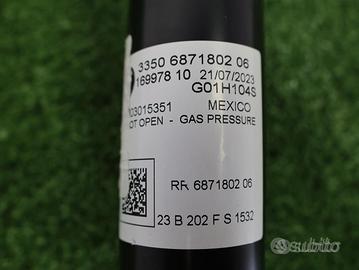 3350 6871802 06
169978 10 21/07/2023
G01H104S
03015351 MEXICO
OT OPEN - GAS PRESSURE
RR 6871802 06
23 B 202 F S 1532
subito